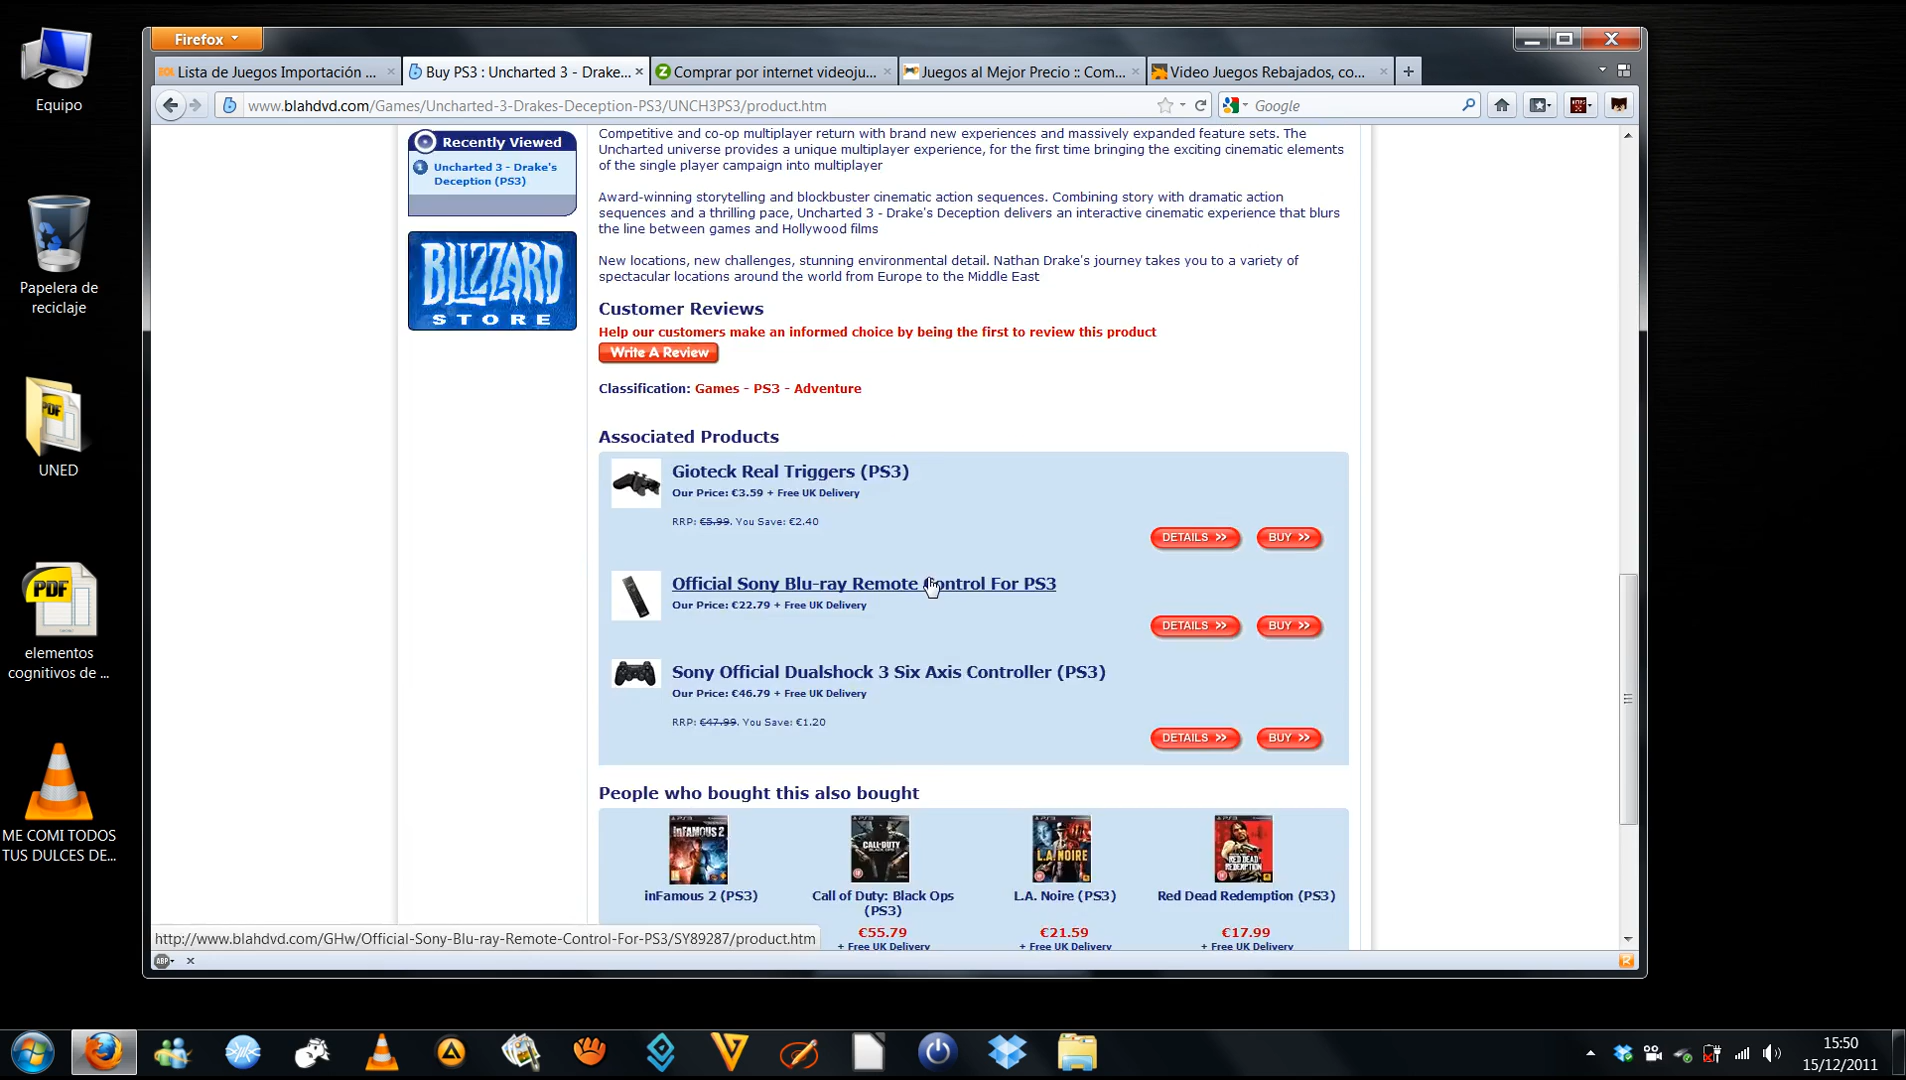 Equipo
Papelera de
reciclaje
UNED
elementos
cognitivos de ...
ME COMI TODOS
TUS DULCES DE...
Firefox
Lista de Juegos Importación ...
Buy PS3 : Uncharted 3 - Drake...
Comprar por internet videoju...
Juegos al Mejor Precio :: Com...
Video Juegos Rebajados, co...
www.blahdvd.com/Games/Uncharted-3-Drakes-Deception-PS3/UNCH3PS3/product.htm
Google
Recently Viewed
1 Uncharted 3 - Drake's
Deception (PS3)
BLIZZARD
STORE
Competitive and co-op multiplayer return with brand new experiences and massively expanded feature sets. The
Uncharted universe provides a unique multiplayer experience, for the first time bringing the exciting cinematic elements
of the single player campaign into multiplayer
Award-winning storytelling and blockbuster cinematic action sequences. Combining story with dramatic action
sequences and a thrilling pace, Uncharted 3 - Drake's Deception delivers an interactive cinematic experience that blurs
the line between games and Hollywood films
New locations, new challenges, stunning environmental detail. Nathan Drake's journey takes you to a variety of
spectacular locations around the world from Europe to the Middle East
Customer Reviews
Help our customers make an informed choice by being the first to review this product
Write A Review
Classification: Games - PS3 - Adventure
Associated Products
Gioteck Real Triggers (PS3)
Our Price: €3.59 + Free UK Delivery
RRP: €5.99. You Save: €2.40
DETAILS >> BUY >>
Official Sony Blu-ray Remote Control For PS3
Our Price: €22.79 + Free UK Delivery
DETAILS >> BUY >>
Sony Official Dualshock 3 Six Axis Controller (PS3)
Our Price: €46.79 + Free UK Delivery
RRP: €47.99. You Save: €1.20
DETAILS >> BUY >>
People who bought this also bought
inFAMOUS 2
CALL OF DUTY
L.A. NOIRE
RED DEAD
REDEMPTION
inFamous 2 (PS3)
Call of Duty: Black Ops
(PS3)
L.A. Noire (PS3)
Red Dead Redemption (PS3)
€55.79
€21.59
€17.99
+ Free UK Delivery
+ Free UK Delivery
+ Free UK Delivery
http://www.blahdvd.com/GHw/Official-Sony-Blu-ray-Remote-Control-For-PS3/SY89287/product.htm
ABP
15:50
15/12/2011